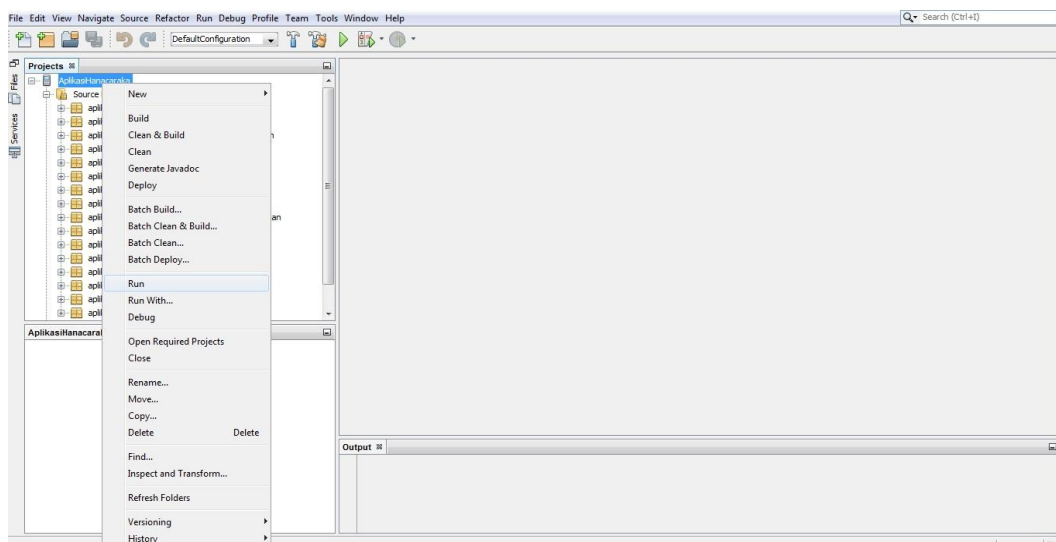 File Edit View Navigate Source Refactor Run Debug Profile Team Tools Window Help
Search (Ctrl+I)
DefaultConfiguration
Projects
Files
Services
AplikasiHanacaraka
Source
New
Build
Clean & Build
Clean
Generate Javadoc
Deploy
Batch Build...
Batch Clean & Build...
Batch Clean...
Batch Deploy...
Run
Run With...
Debug
Open Required Projects
Close
Rename...
Move...
Copy...
Delete Delete
Find...
Inspect and Transform...
Refresh Folders
Versioning
History
apli
apli
apli
apli
apli
apli
apli
apli
apli
an
apli
apli
apli
apli
apli
apli
apli
AplikasiHanacaral
Output